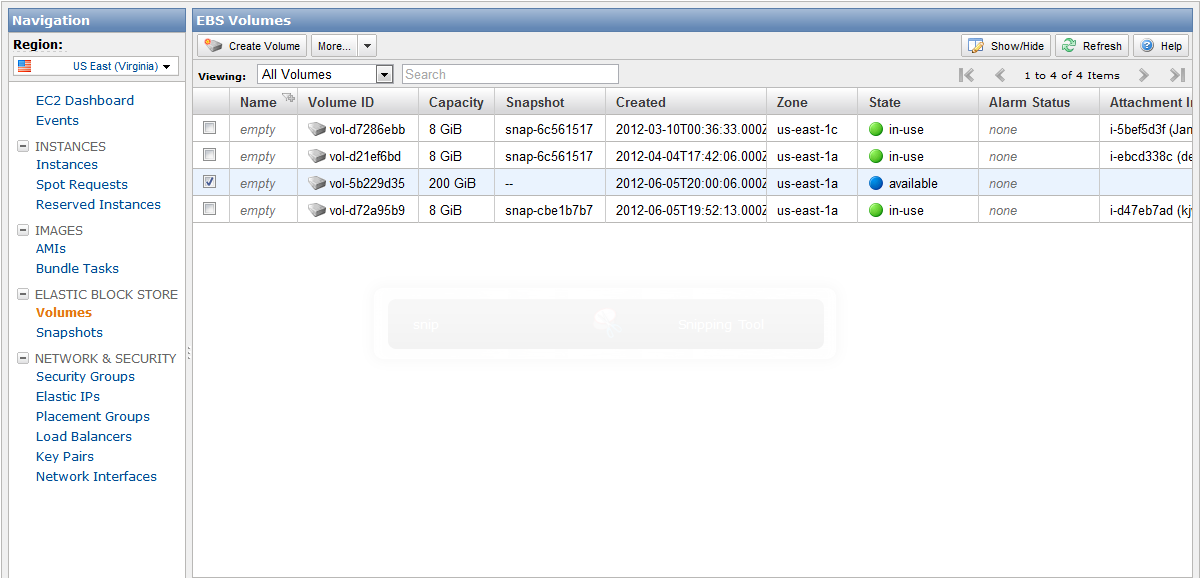 Navigation
Region:
US East (Virginia)
EC2 Dashboard
Events
INSTANCES
Instances
Spot Requests
Reserved Instances
IMAGES
AMIs
Bundle Tasks
ELASTIC BLOCK STORE
Volumes
Snapshots
NETWORK & SECURITY
Security Groups
Elastic IPs
Placement Groups
Load Balancers
Key Pairs
Network Interfaces
EBS Volumes
Create Volume More... Show/Hide Refresh Help
Viewing: All Volumes Search 1 to 4 of 4 Items
Name Volume ID Capacity Snapshot Created Zone State Alarm Status Attachment I
empty vol-d7286ebb 8 GiB snap-6c561517 2012-03-10T00:36:33.000Z us-east-1c in-use none i-5bef5d3f (Jan
empty vol-d21ef6bd 8 GiB snap-6c561517 2012-04-04T17:42:06.000Z us-east-1a in-use none i-ebcd338c (de
empty vol-5b229d35 200 GiB -- 2012-06-05T20:00:06.000Z us-east-1a available none
empty vol-d72a95b9 8 GiB snap-cbe1b7b7 2012-06-05T19:52:13.000Z us-east-1a in-use none i-d47eb7ad (kj
snip Snipping Tool